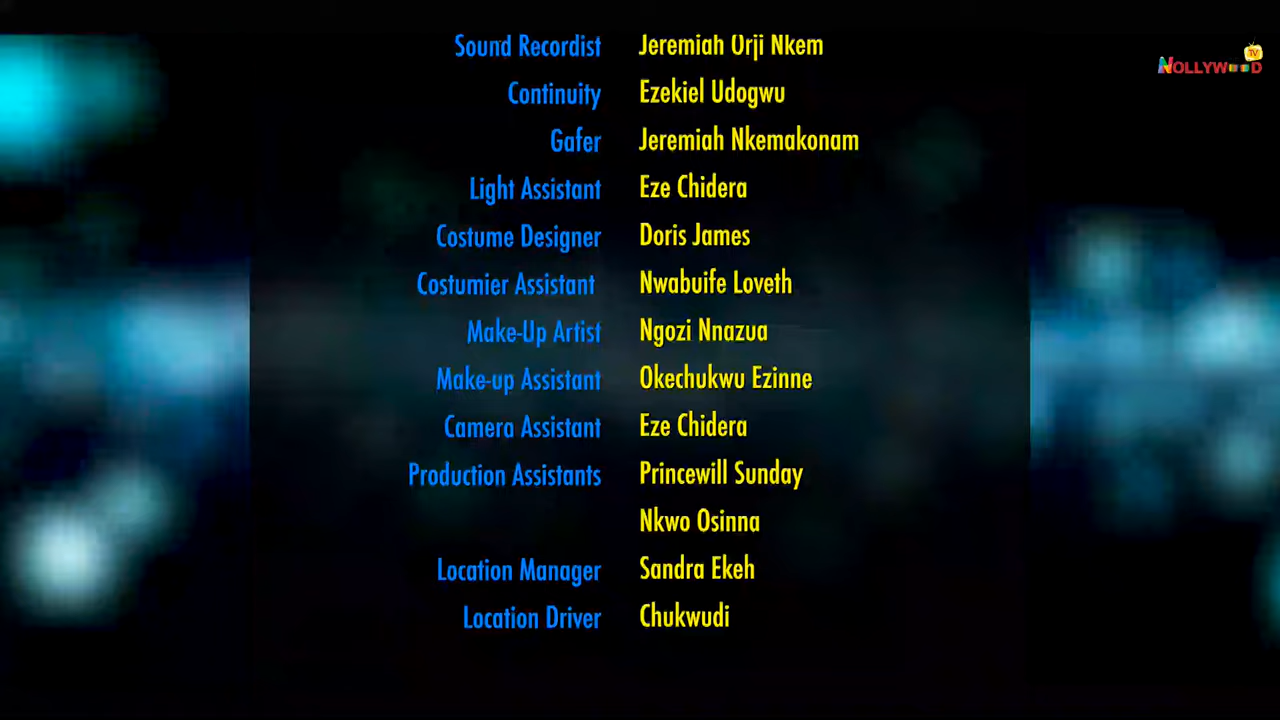 Sound Recordist Jeremiah Orji Nkem
Continuity Ezekiel Udogwu
Gafer Jeremiah Nkemakonam
Light Assistant Eze Chidera
Costume Designer Doris James
Costumier Assistant Nwabuife Loveth
Make-Up Artist Ngozi Nnazua
Make-up Assistant Okechukwu Ezinne
Camera Assistant Eze Chidera
Production Assistants Princewill Sunday
Nkwo Osinna
Location Manager Sandra Ekeh
Location Driver Chukwudi
NOLLYWOOD TV